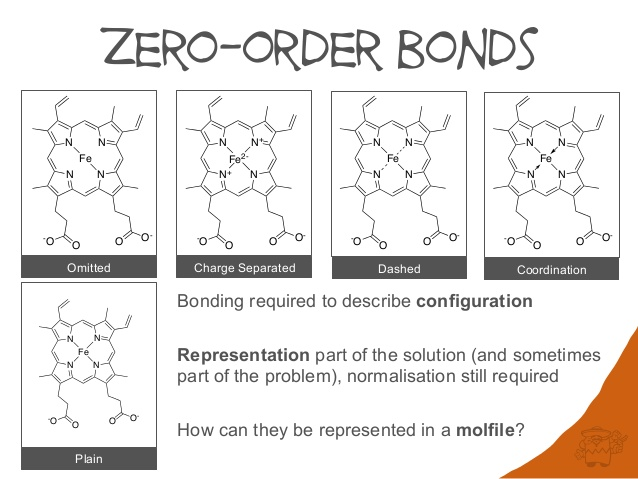 ZERO-ORDER BONDS
N N Fe N N -O O O O-
Omitted
N N+ Fe2- N+ N -O O O O-
Charge Separated
N N Fe N N -O O O O-
Dashed
N N Fe N N -O O O O-
Coordination
N N Fe N N -O O O O-
Plain
Bonding required to describe configuration
Representation part of the solution (and sometimes
part of the problem), normalisation still required
How can they be represented in a molfile?